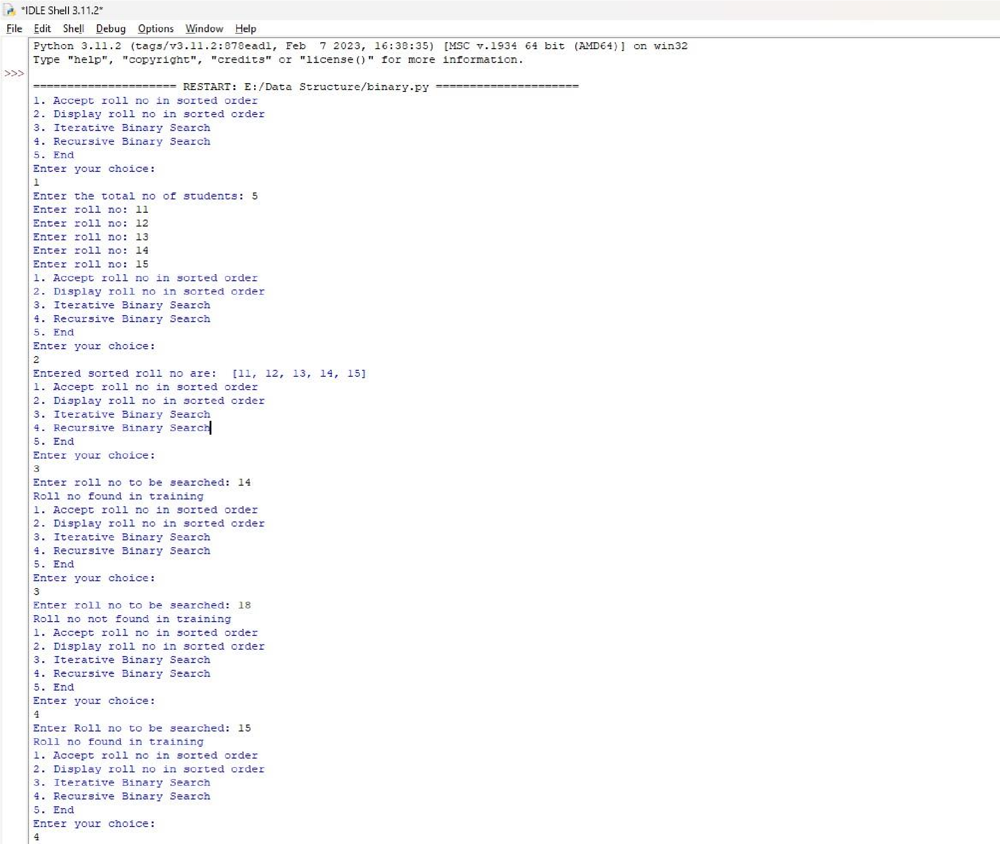 *IDLE Shell 3.11.2*
File Edit Shell Debug Options Window Help
Python 3.11.2 (tags/v3.11.2:878ead1, Feb  7 2023, 16:38:35) [MSC v.1934 64 bit (AMD64)] on win32
Type "help", "copyright", "credits" or "license()" for more information.
>>>
===================== RESTART: E:/Data Structure/binary.py =====================
1. Accept roll no in sorted order
2. Display roll no in sorted order
3. Iterative Binary Search
4. Recursive Binary Search
5. End
Enter your choice:
1
Enter the total no of students: 5
Enter roll no: 11
Enter roll no: 12
Enter roll no: 13
Enter roll no: 14
Enter roll no: 15
1. Accept roll no in sorted order
2. Display roll no in sorted order
3. Iterative Binary Search
4. Recursive Binary Search
5. End
Enter your choice:
2
Entered sorted roll no are:  [11, 12, 13, 14, 15]
1. Accept roll no in sorted order
2. Display roll no in sorted order
3. Iterative Binary Search
4. Recursive Binary Search
5. End
Enter your choice:
3
Enter roll no to be searched: 14
Roll no found in training
1. Accept roll no in sorted order
2. Display roll no in sorted order
3. Iterative Binary Search
4. Recursive Binary Search
5. End
Enter your choice:
3
Enter roll no to be searched: 18
Roll no not found in training
1. Accept roll no in sorted order
2. Display roll no in sorted order
3. Iterative Binary Search
4. Recursive Binary Search
5. End
Enter your choice:
4
Enter Roll no to be searched: 15
Roll no found in training
1. Accept roll no in sorted order
2. Display roll no in sorted order
3. Iterative Binary Search
4. Recursive Binary Search
5. End
Enter your choice:
4